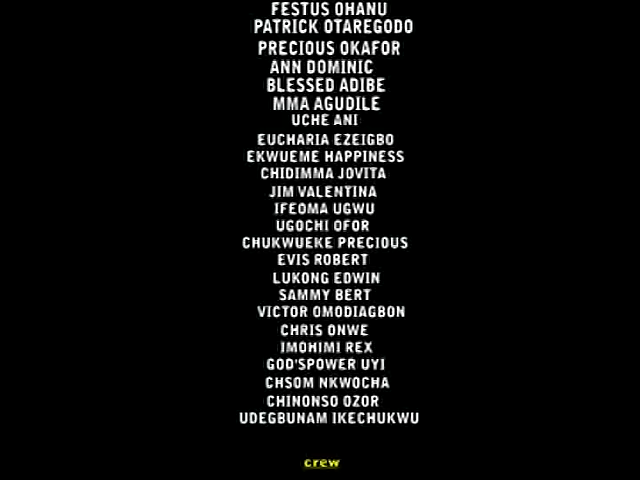 FESTUS OHANU
PATRICK OTAREGODO
PRECIOUS OKAFOR
ANN DOMINIC
BLESSED ADIBE
MMA AGUDILE
UCHE ANI
EUCHARIA EZEIGBO
EKWUEME HAPPINESS
CHIDIMMA JOVITA
JIM VALENTINA
IFEOMA UGWU
UGOCHI OFOR
CHUKWUEKE PRECIOUS
EVIS ROBERT
LUKONG EDWIN
SAMMY BERT
VICTOR OMODIAGBON
CHRIS ONWE
IMOHIMI REX
GOD'SPOWER UYI
CHSOM NKWOCHA
CHINONSO OZOR
UDEGBUNAM IKECHUKWU
crew